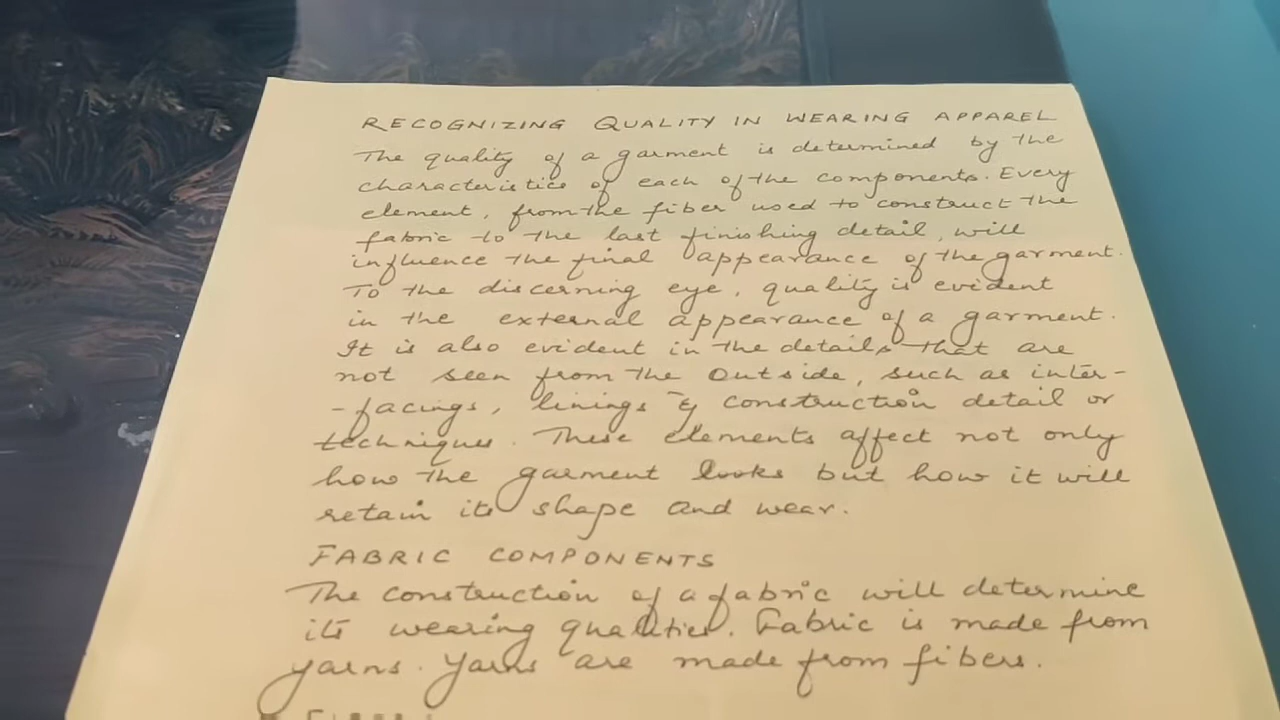 RECOGNIZING QUALITY IN WEARING APPAREL
The quality of a garment is determined by the
characteristics of each of the components. Every
element, from the fiber used to construct the
fabric to the last finishing detail, will
influence the final appearance of the garment.
To the discerning eye, quality is evident
in the external appearance of a garment.
It is also evident in the details that are
not seen from the outside, such as inter-
-facings, linings & construction detail or
techniques. These elements affect not only
how the garment looks but how it will
retain its shape and wear.
FABRIC COMPONENTS
The construction of a fabric will determine
its wearing qualities. Fabric is made from
yarns. Yarns are made from fibers.